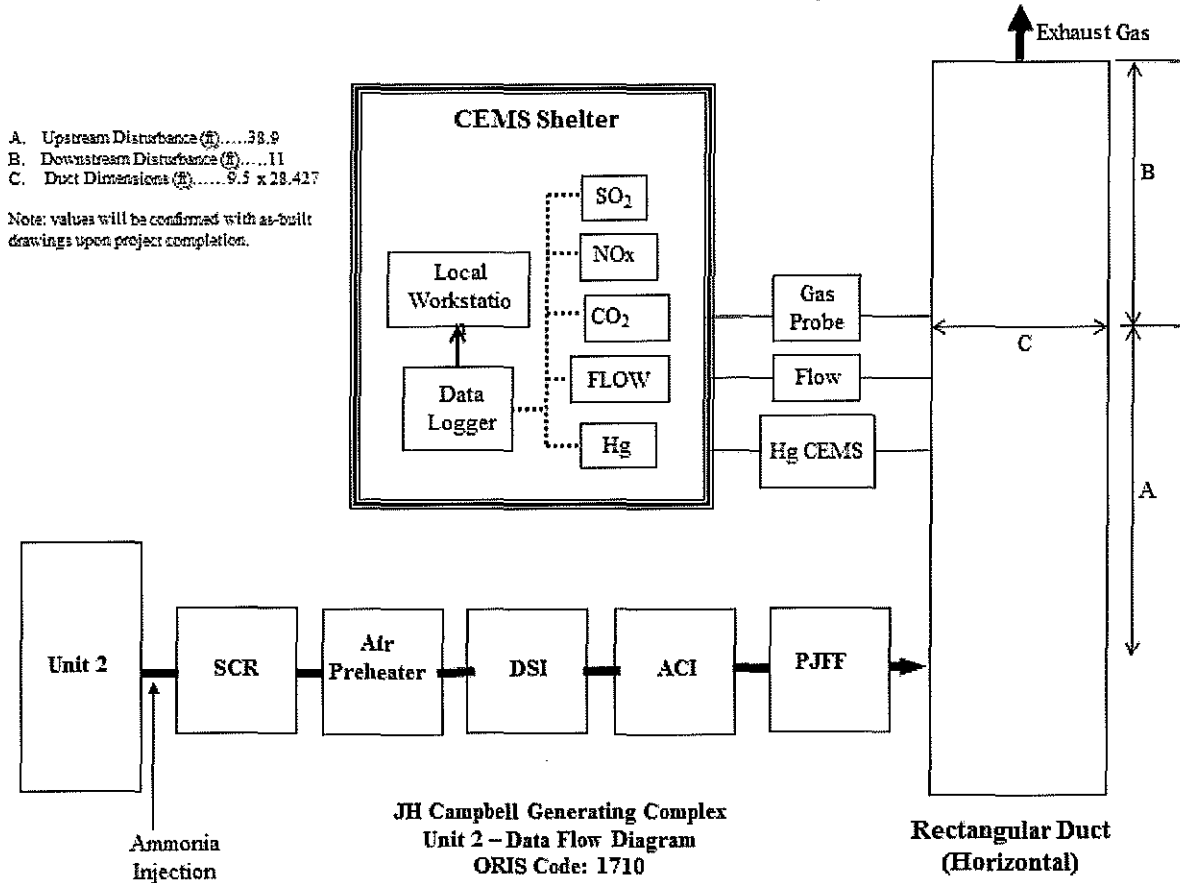 Exhaust Gas
A. Upstream Disturbance (ft).....38.9
B. Downstream Disturbance (ft).....11
C. Duct Dimensions (ft)......9.5 x 28.427
Note: values will be confirmed with as-built
drawings upon project completion.
CEMS Shelter
SO₂
NOx
CO₂
FLOW
Hg
Local
Workstatio
Data
Logger
Gas
Probe
Flow
Hg CEMS
B
C
A
Unit 2
SCR
Air
Preheater
DSI
ACI
PJFF
Ammonia
Injection
JH Campbell Generating Complex
Unit 2 – Data Flow Diagram
ORIS Code: 1710
Rectangular Duct
(Horizontal)